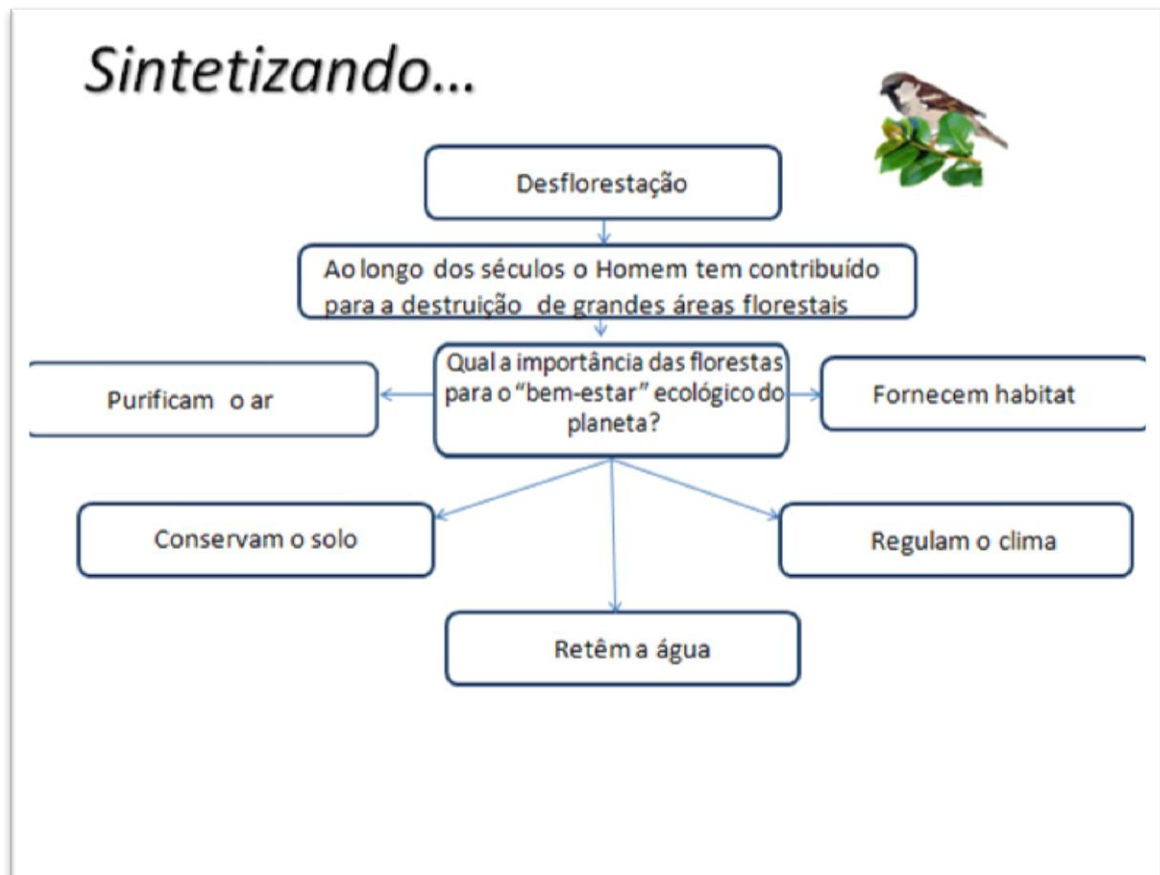 Sintetizando...
Desflorestação
Ao longo dos séculos o Homem tem contribuído
para a destruição de grandes áreas florestais
Qual a importância das florestas
para o “bem-estar” ecológico do
planeta?
Purificam o ar
Fornecem habitat
Conservam o solo
Regulam o clima
Retêm a água